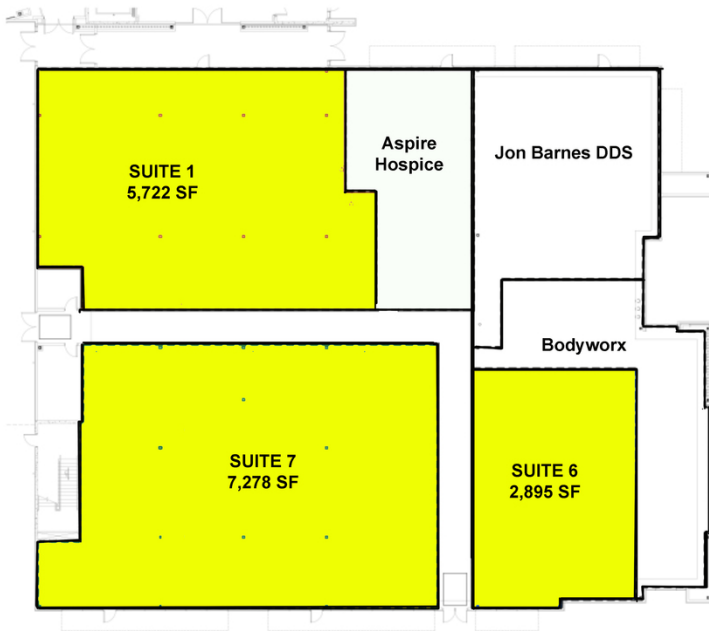 SUITE 1
5,722 SF
Aspire
Hospice
Jon Barnes DDS
Bodyworx
SUITE 7
7,278 SF
SUITE 6
2,895 SF